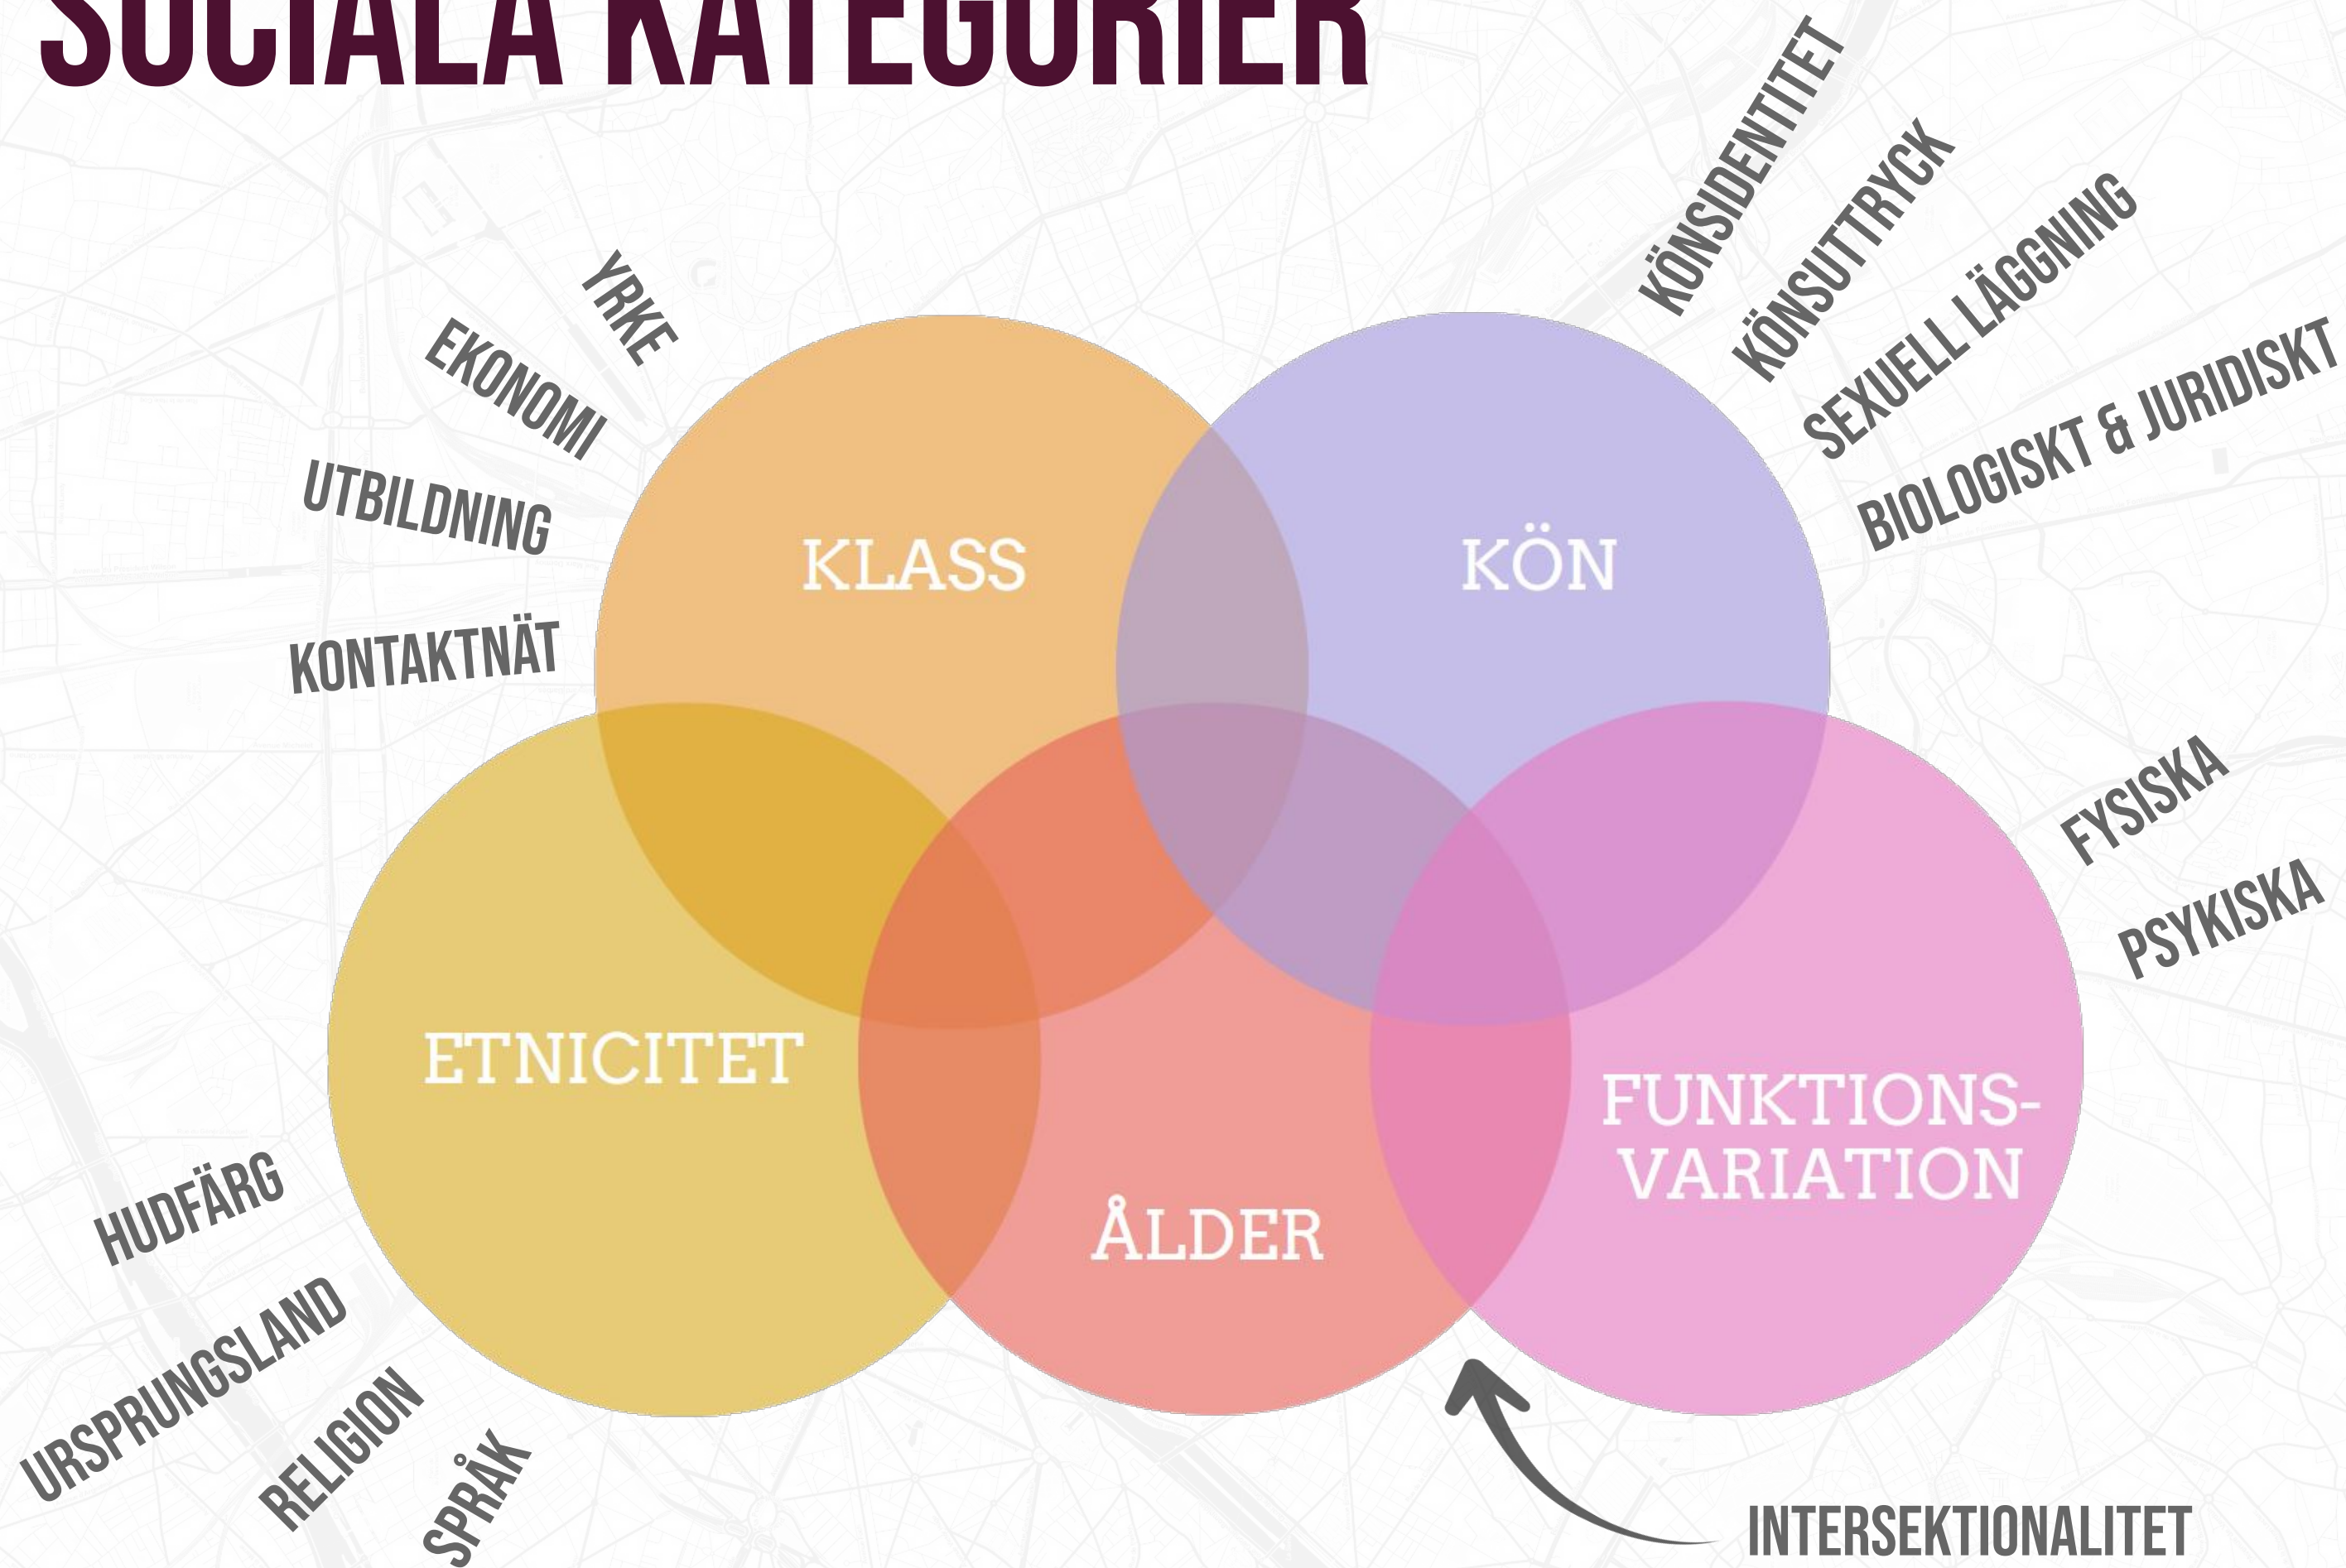 SOCIALA KATEGORIER
KÖNSIDENTITET
KÖNSUTTRYCK
SEXUELL LÄGGNING
BIOLOGISKT & JURIDISKT
YRKE
EKONOMI
UTBILDNING
KONTAKTNÄT
KLASS
KÖN
FYSISKA
PSYKISKA
ETNICITET
FUNKTIONS-
VARIATION
ÅLDER
HUDFÄRG
URSPRUNGSLAND
RELIGION
SPRÅK
INTERSEKTIONALITET